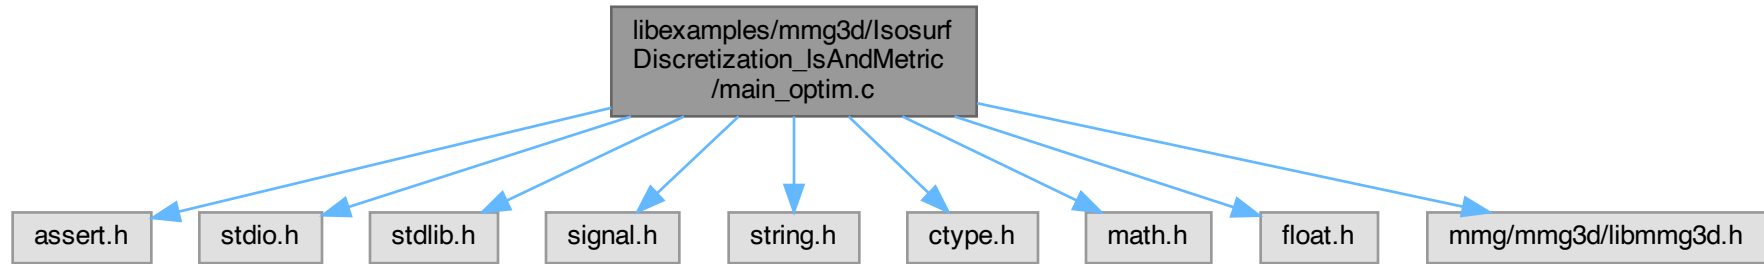 libexamples/mmg3d/Isosurf
Discretization_lsAndMetric
/main_optim.c
assert.h
stdio.h
stdlib.h
signal.h
string.h
ctype.h
math.h
float.h
mmg/mmg3d/libmmg3d.h